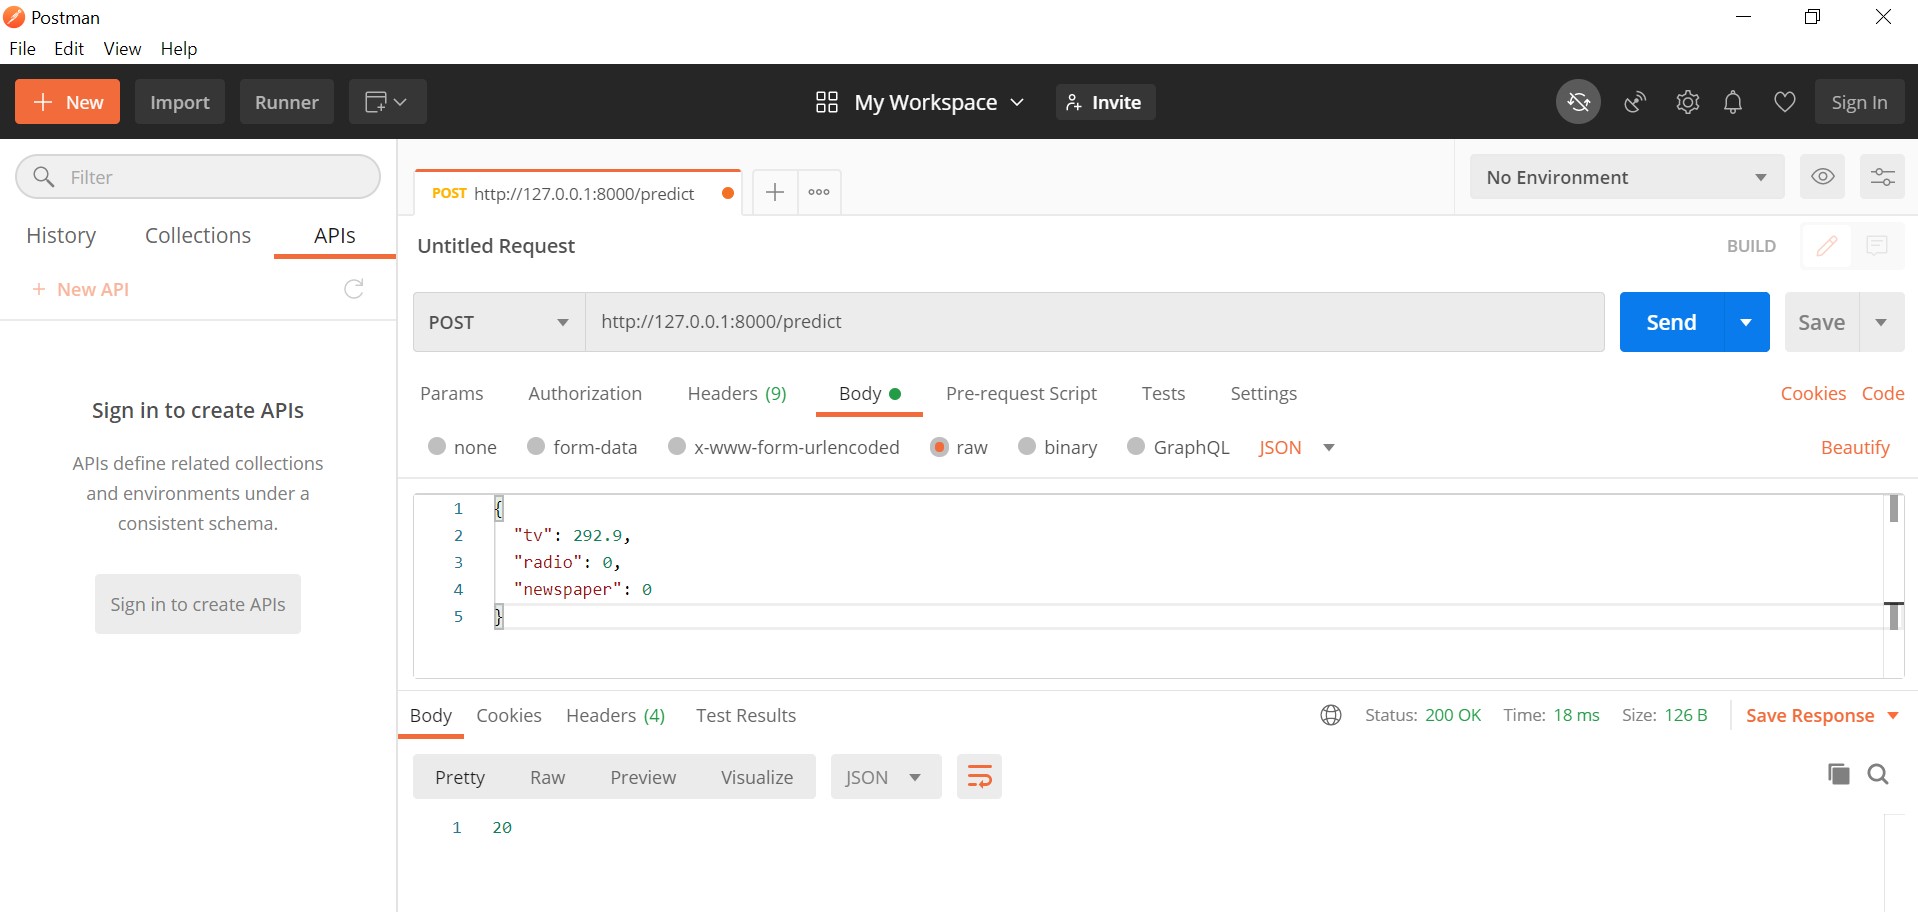 Postman
File Edit View Help
New Import Runner My Workspace Invite Sign In
Filter
History Collections APIs
+ New API
Sign in to create APIs
APIs define related collections
and environments under a
consistent schema.
Sign in to create APIs
POST http://127.0.0.1:8000/predict
No Environment
Untitled Request
BUILD
POST http://127.0.0.1:8000/predict Send Save
Params Authorization Headers (9) Body Pre-request Script Tests Settings Cookies Code
none form-data x-www-form-urlencoded raw binary GraphQL JSON Beautify
1 {
2 "tv": 292.9,
3 "radio": 0,
4 "newspaper": 0
5 }
Body Cookies Headers (4) Test Results Status: 200 OK Time: 18 ms Size: 126 B Save Response
Pretty Raw Preview Visualize JSON
1 20